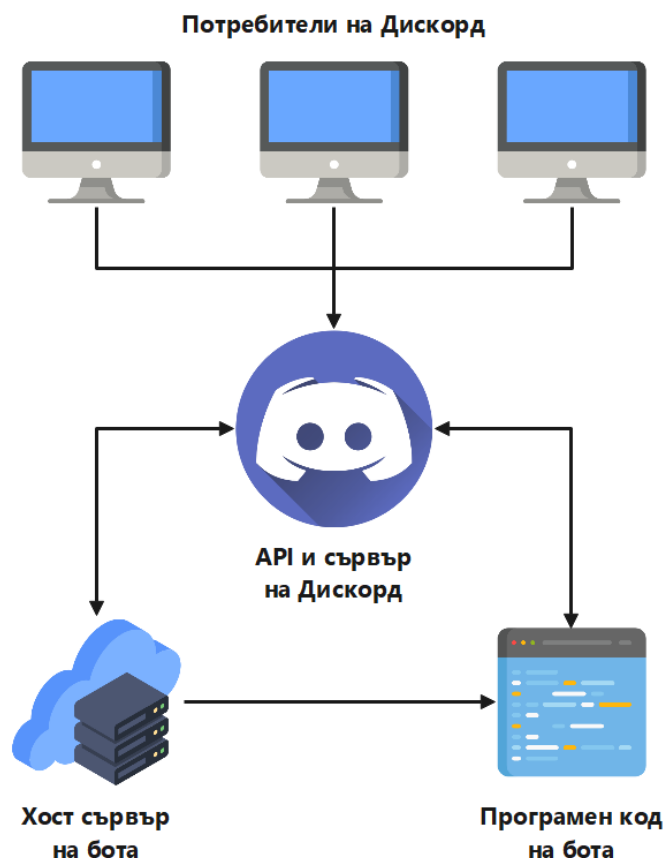 Потребители на Дискорд
API и сървър
на Дискорд
Хост сървър
на бота
Програмен код
на бота